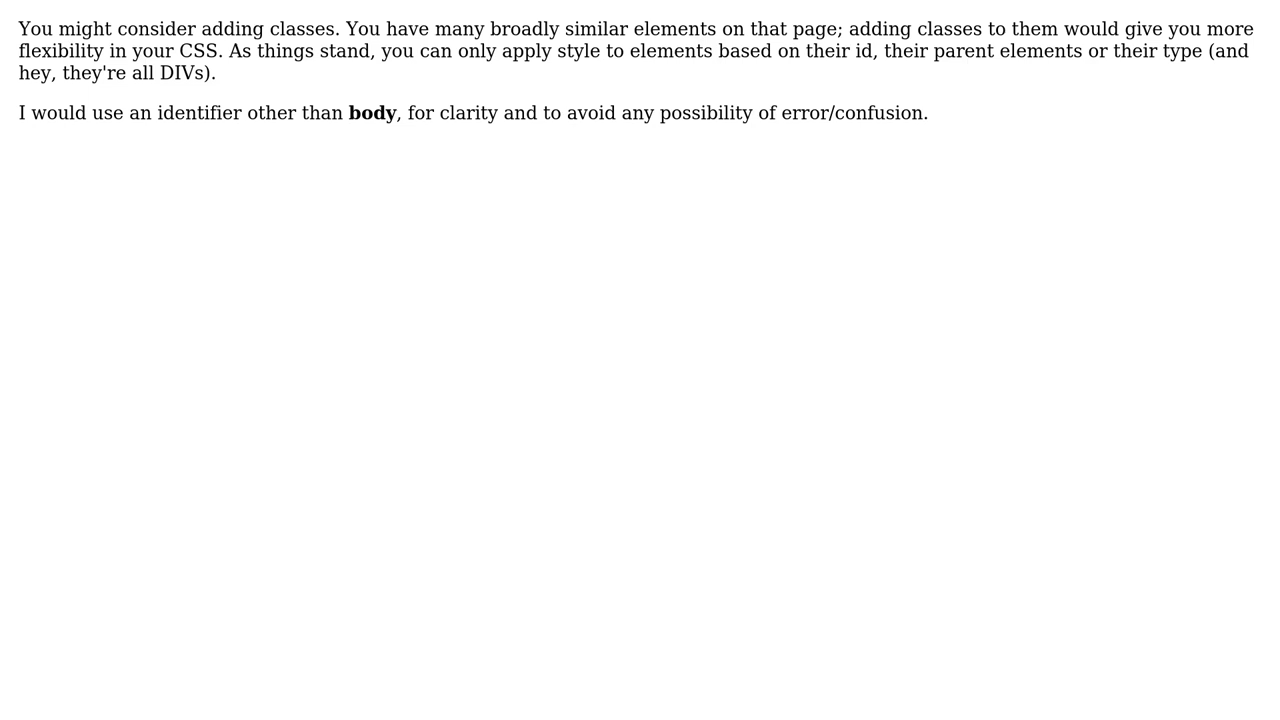 You might consider adding classes. You have many broadly similar elements on that page; adding classes to them would give you more
flexibility in your CSS. As things stand, you can only apply style to elements based on their id, their parent elements or their type (and
hey, they're all DIVs).
I would use an identifier other than body, for clarity and to avoid any possibility of error/confusion.